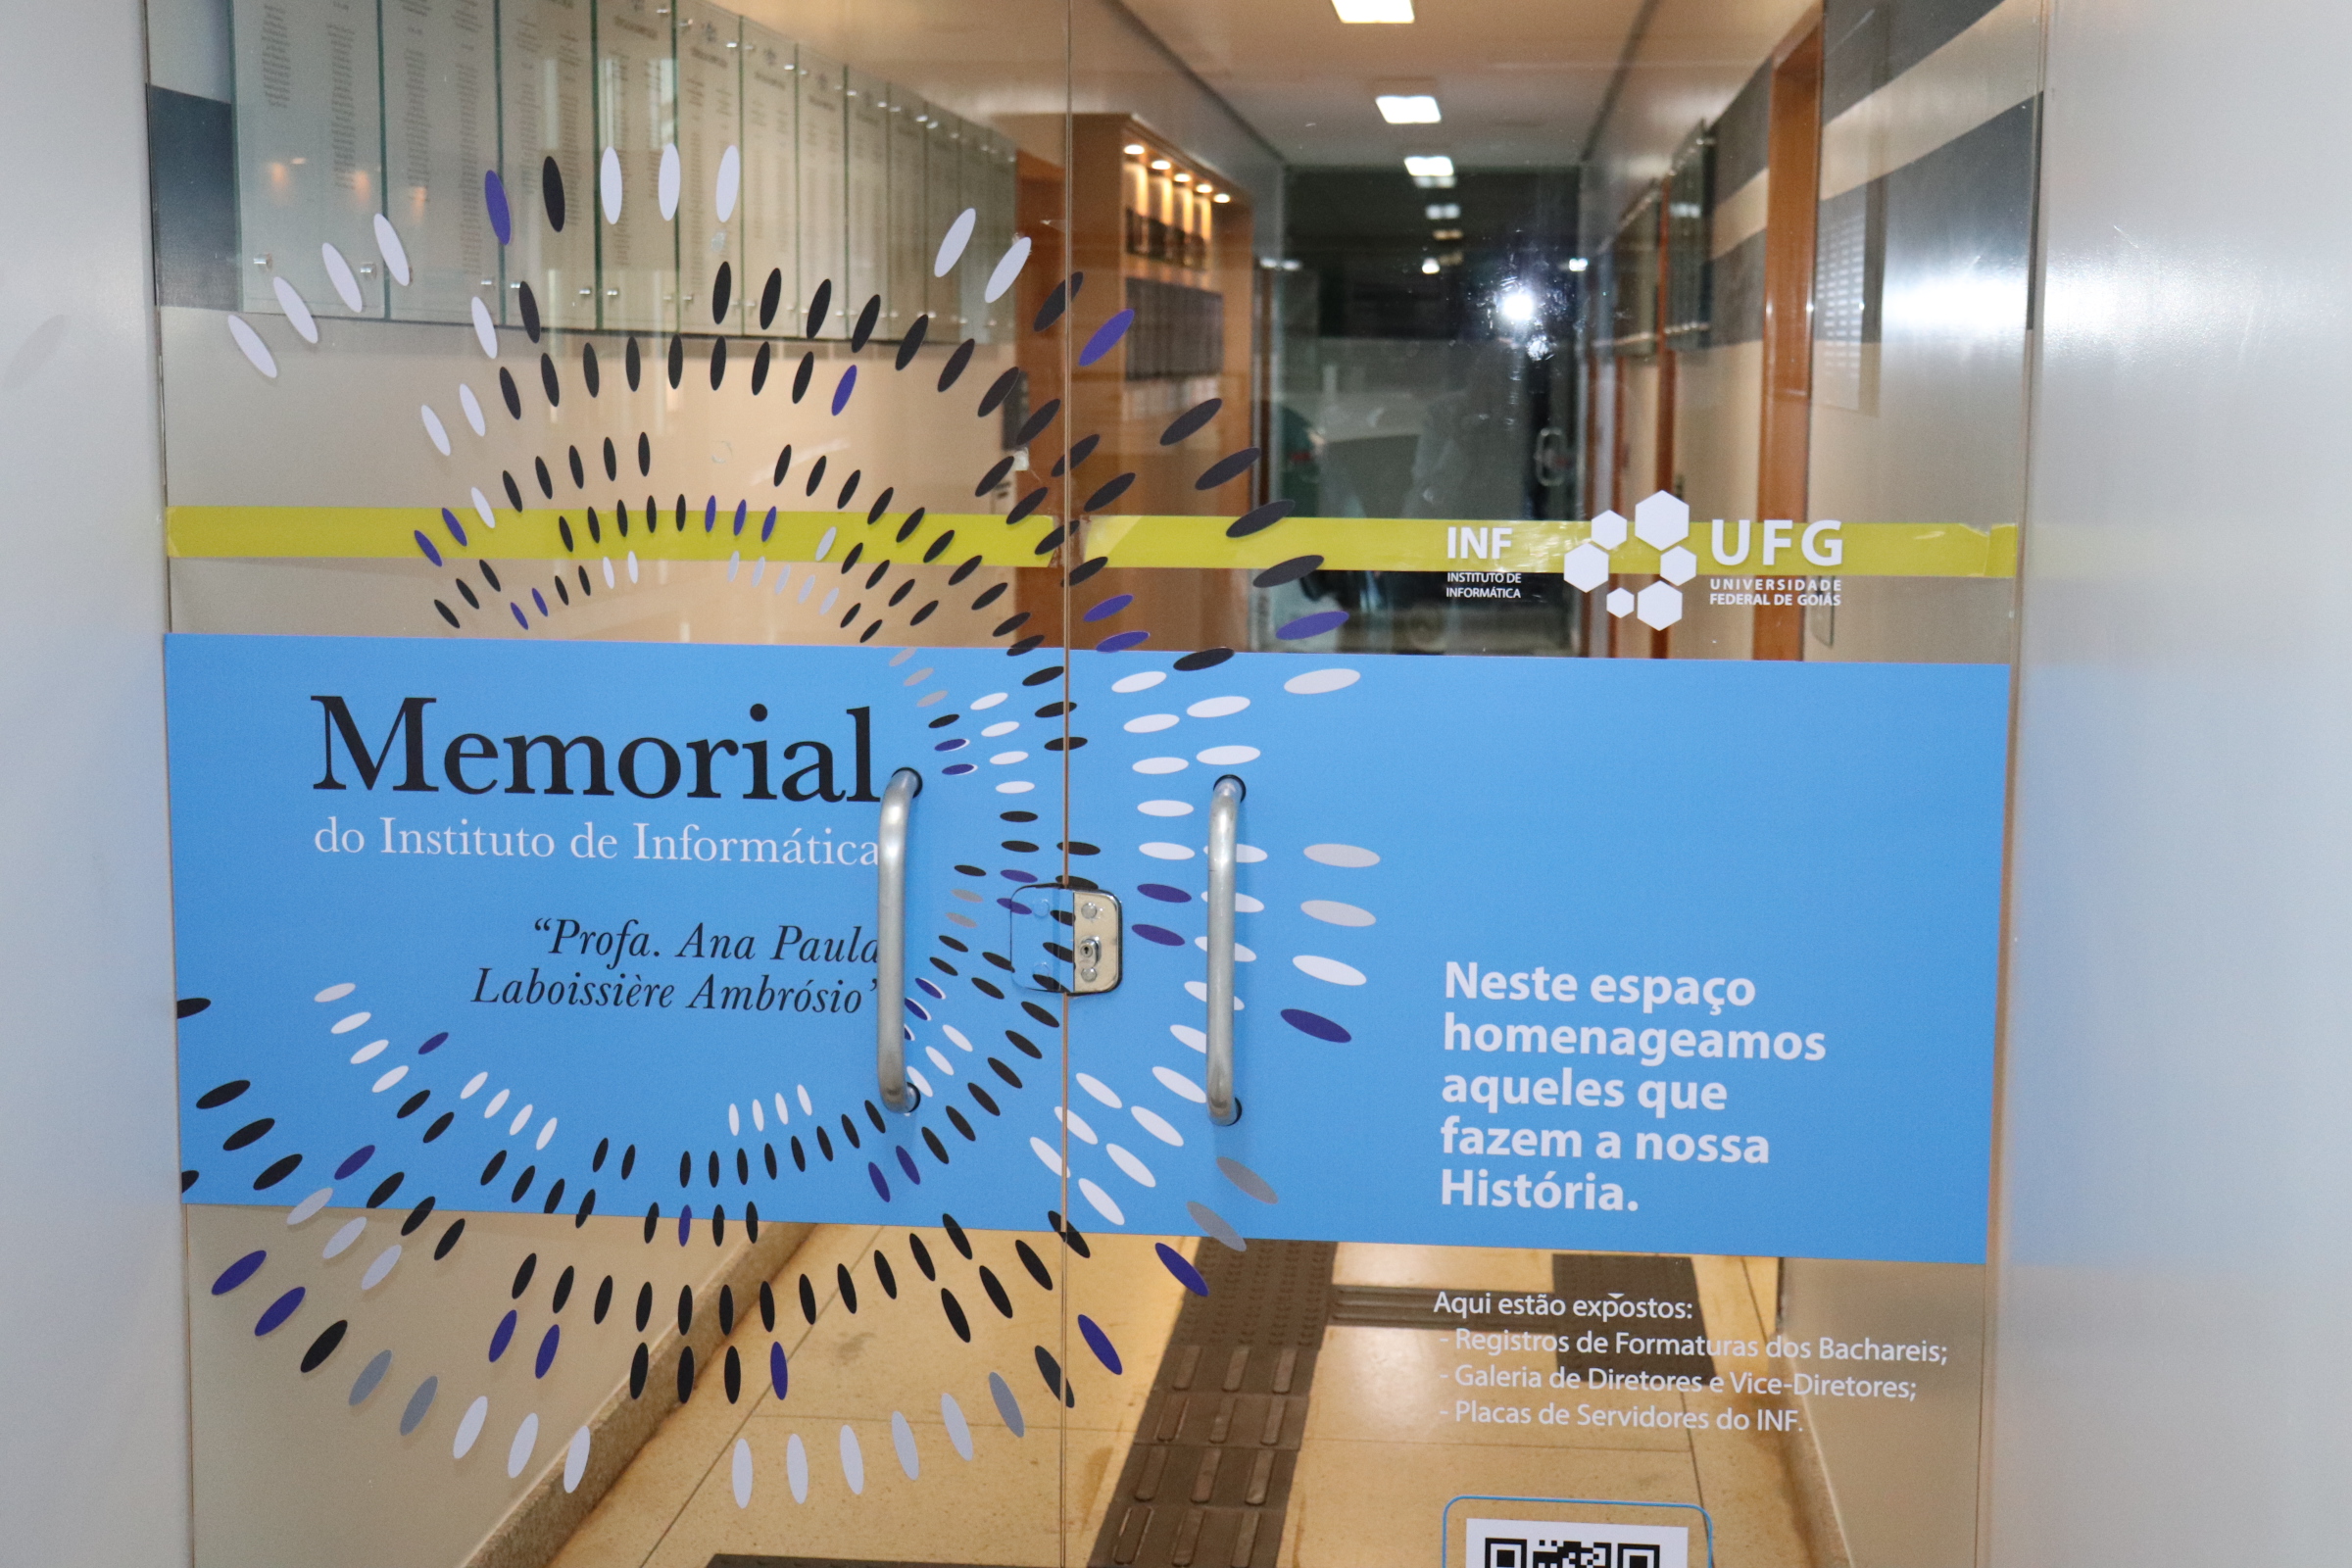 INF
INSTITUTO DE
INFORMÁTICA
UFG
UNIVERSIDADE
FEDERAL DE GOIÁS
Memorial
do Instituto de Informática
“Profa. Ana Paula
Laboissière Ambrósio”
Neste espaço
homenageamos
aqueles que
fazem a nossa
História.
Aqui estão expostos:
- Registros de Formaturas dos Bachareis;
- Galeria de Diretores e Vice-Diretores;
- Placas de Servidores do INF.